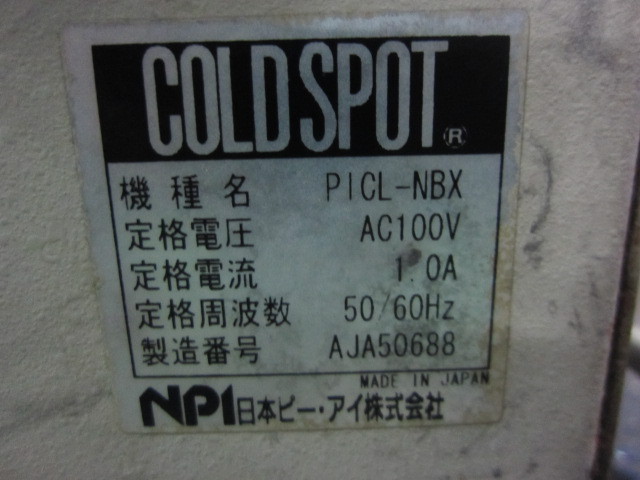 COLD SPOT ®
機種名 PICL-NBX
定格電圧 AC100V
定格電流 1.0A
定格周波数 50/60Hz
製造番号 AJA50688
MADE IN JAPAN
NPI日本ピー・アイ株式会社